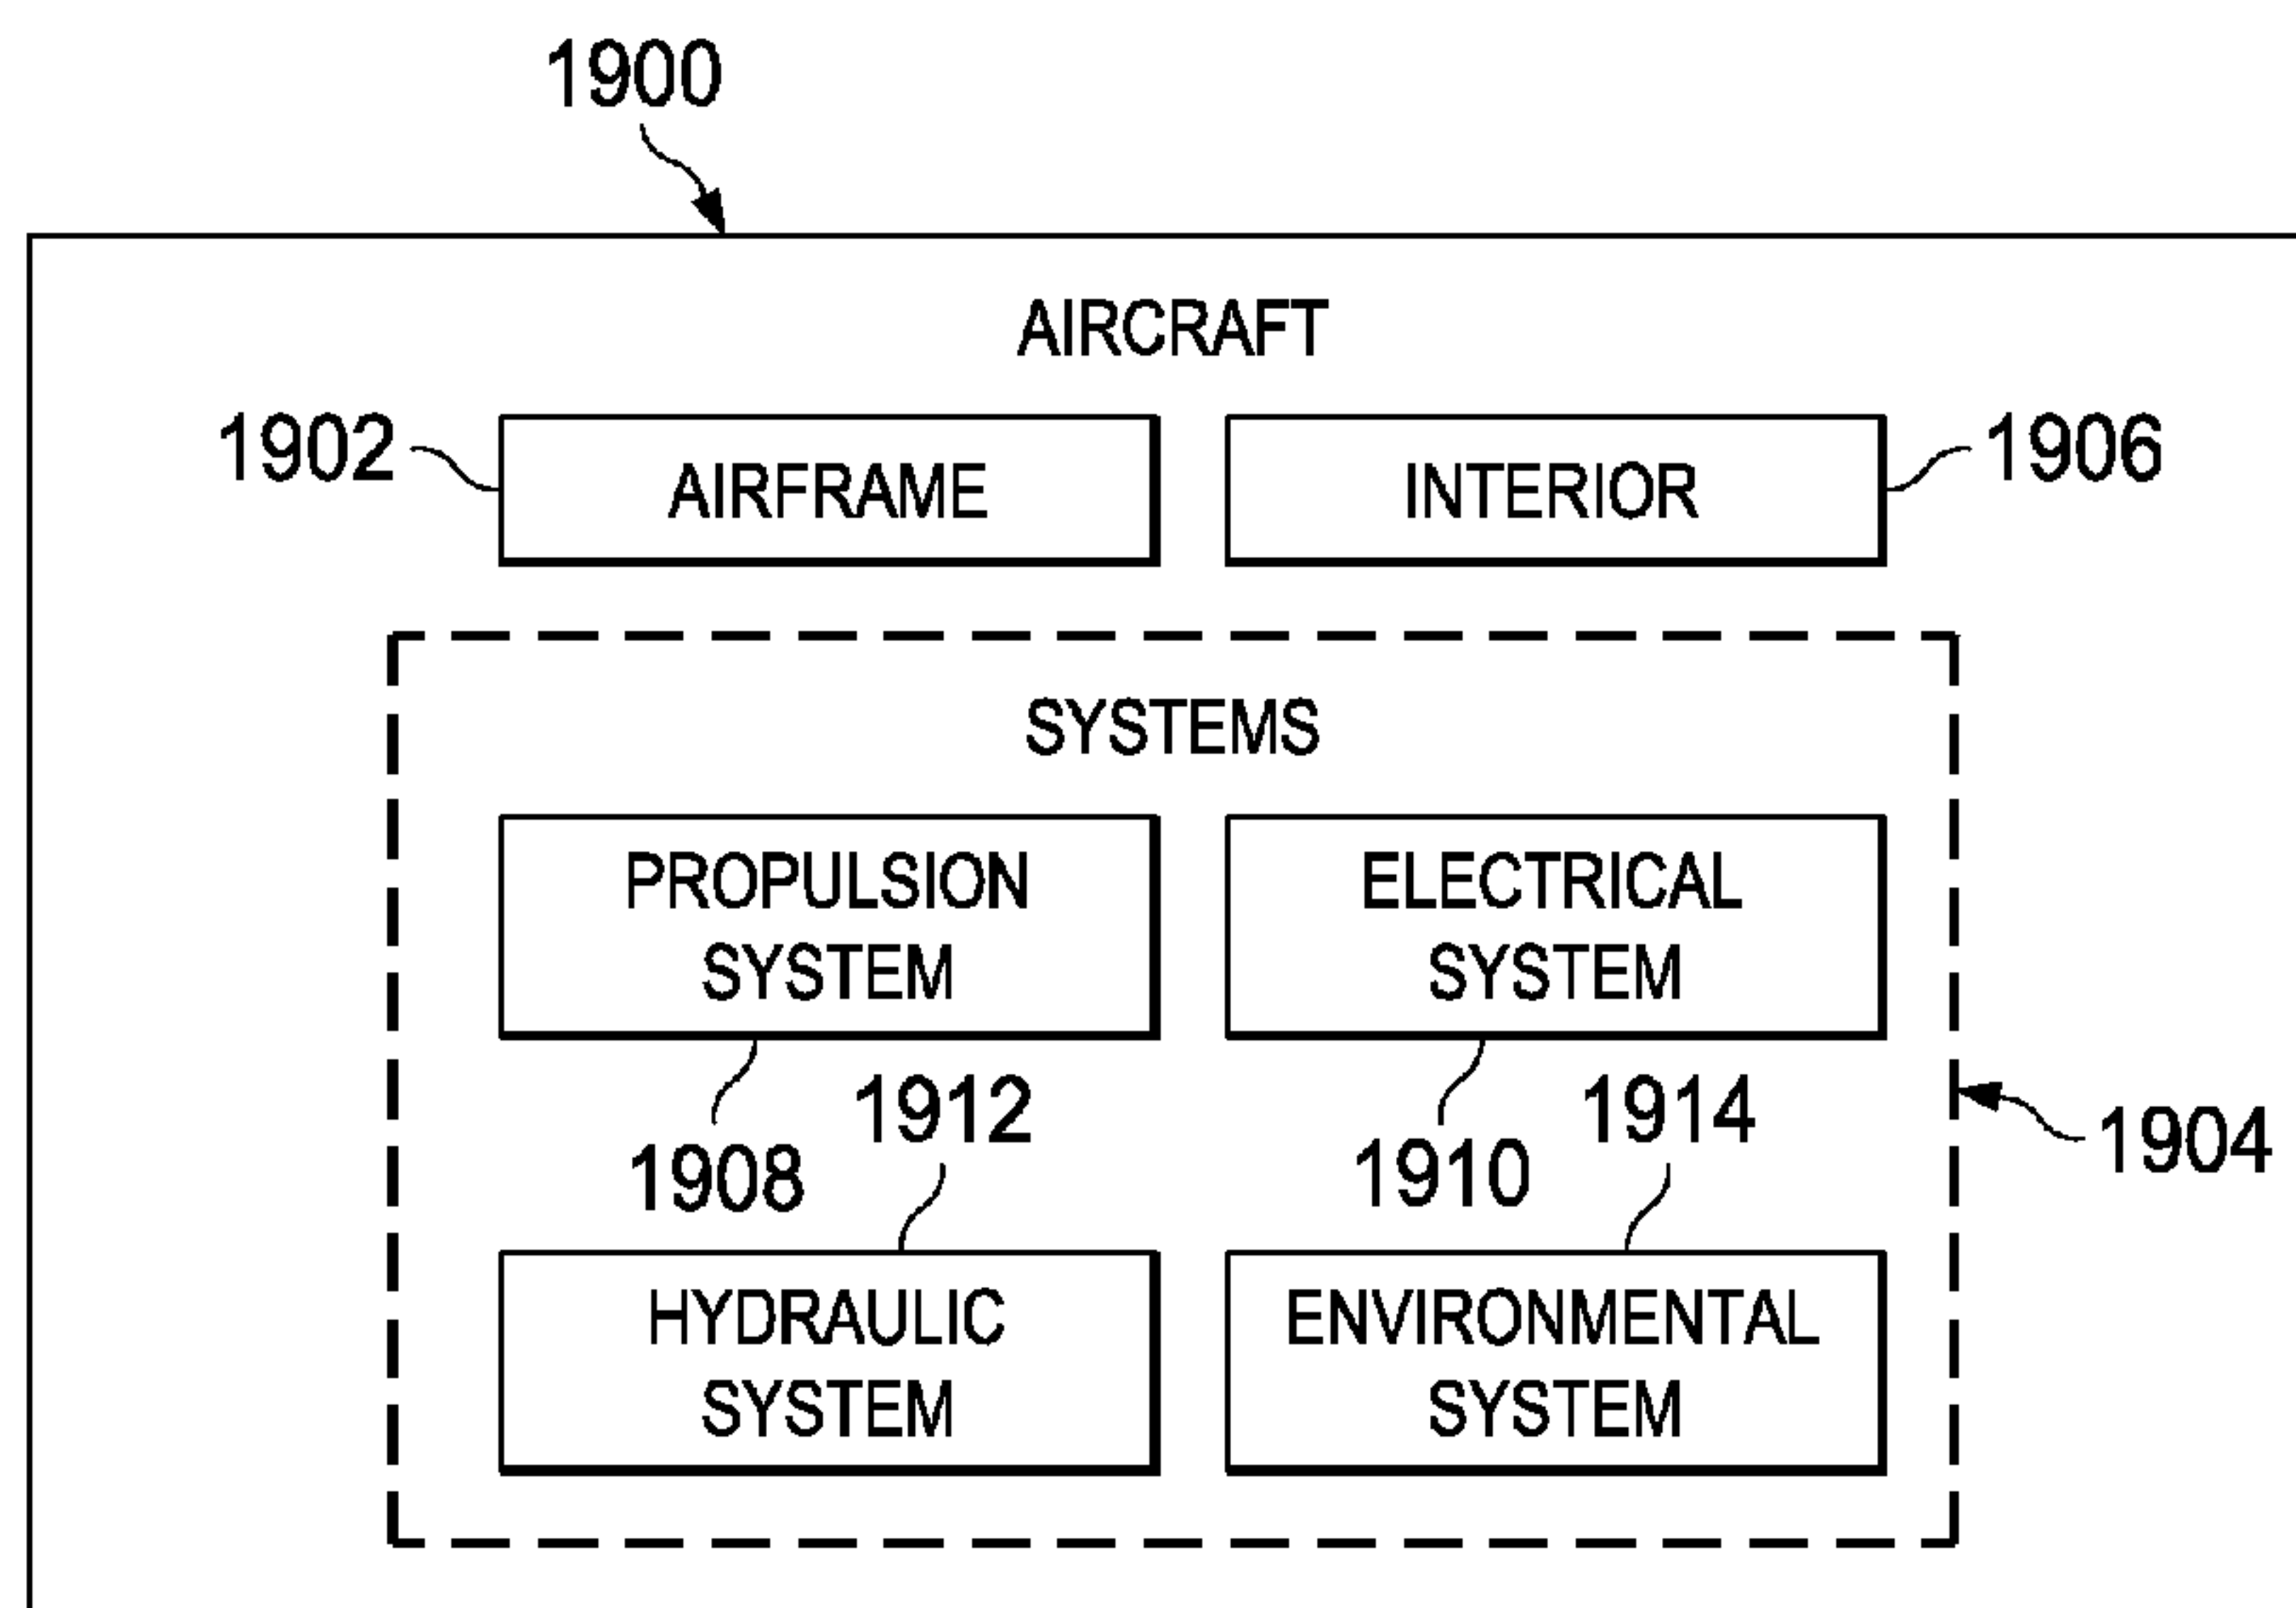 1900
AIRCRAFT
1902
AIRFRAME
INTERIOR
1906
SYSTEMS
PROPULSION
SYSTEM
ELECTRICAL
SYSTEM
1908
1912
1910
1914
1904
HYDRAULIC
SYSTEM
ENVIRONMENTAL
SYSTEM